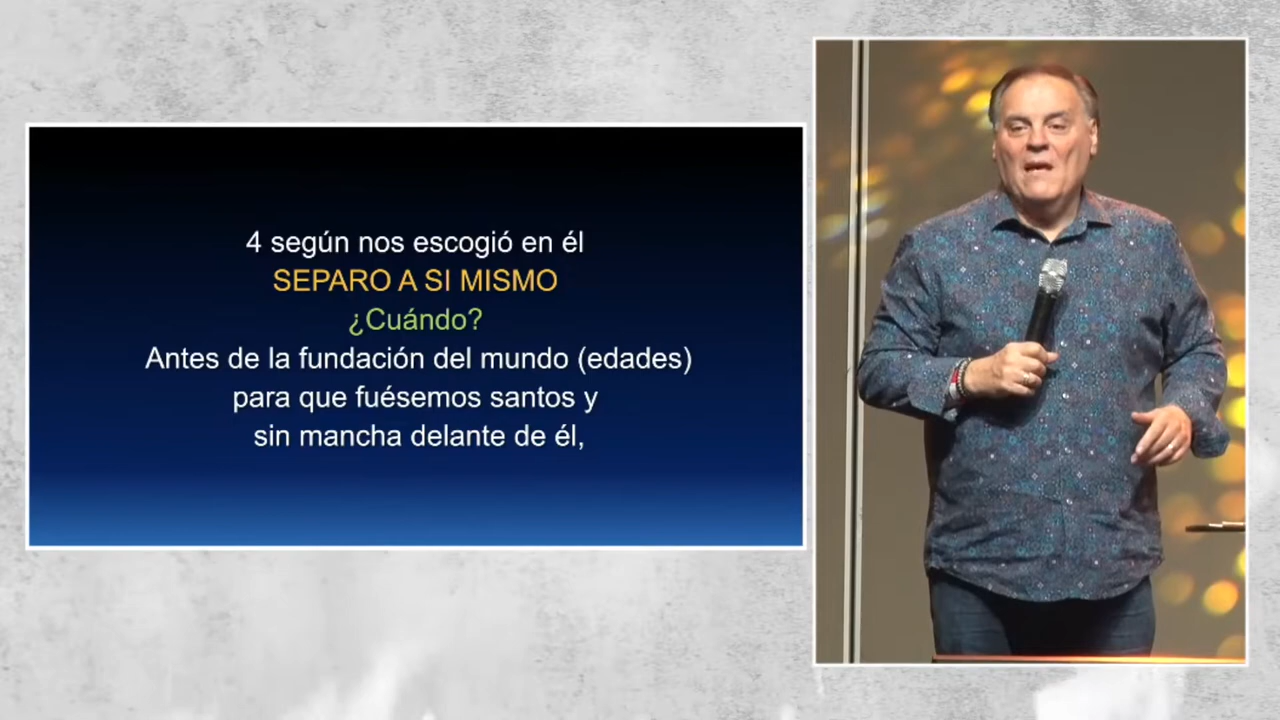 4 según nos escogió en él
SEPARO A SI MISMO
¿Cuándo?
Antes de la fundación del mundo (edades)
para que fuésemos santos y
sin mancha delante de él,